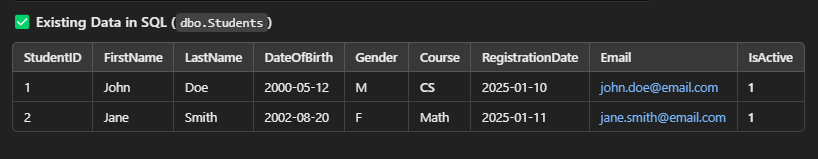 ✅ Existing Data in SQL (dbo.Students)
StudentID FirstName LastName DateOfBirth Gender Course RegistrationDate Email IsActive
1 John Doe 2000-05-12 M CS 2025-01-10 john.doe@email.com 1
2 Jane Smith 2002-08-20 F Math 2025-01-11 jane.smith@email.com 1